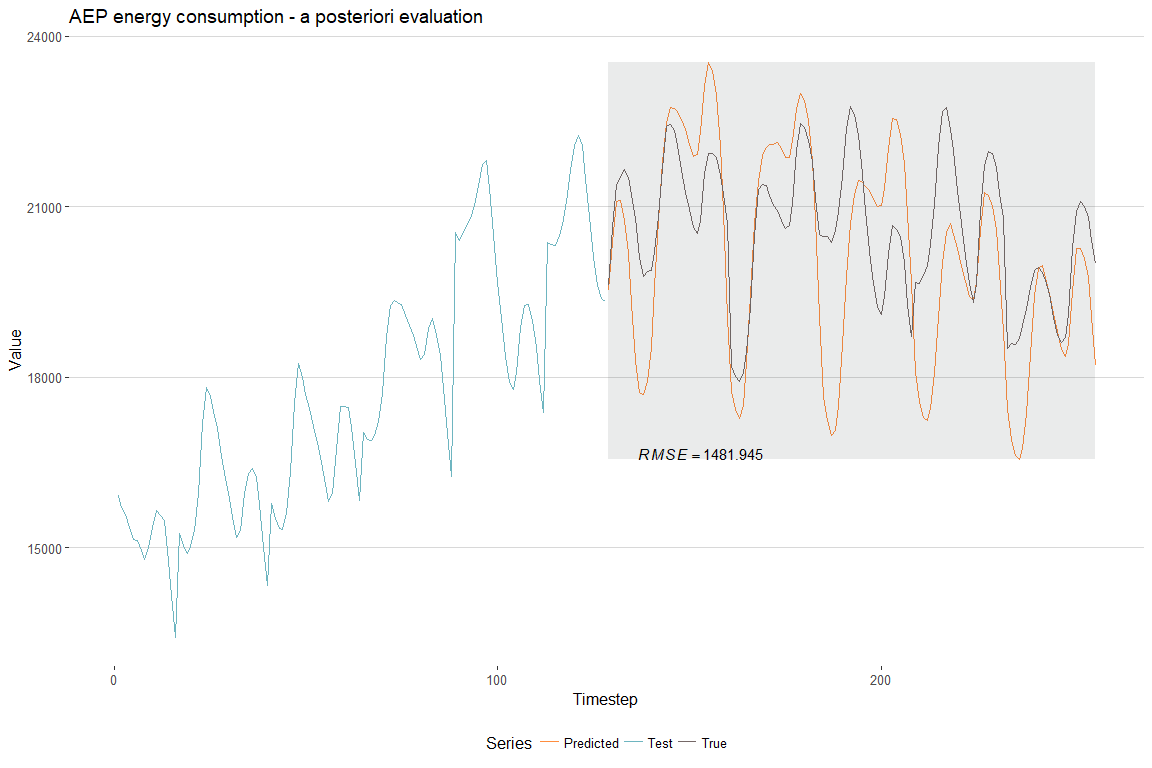 AEP energy consumption - a posteriori evaluation
24000
21000
18000
15000
Value
RMSE = 1481.945
0 100 200
Timestep
Series Predicted Test True